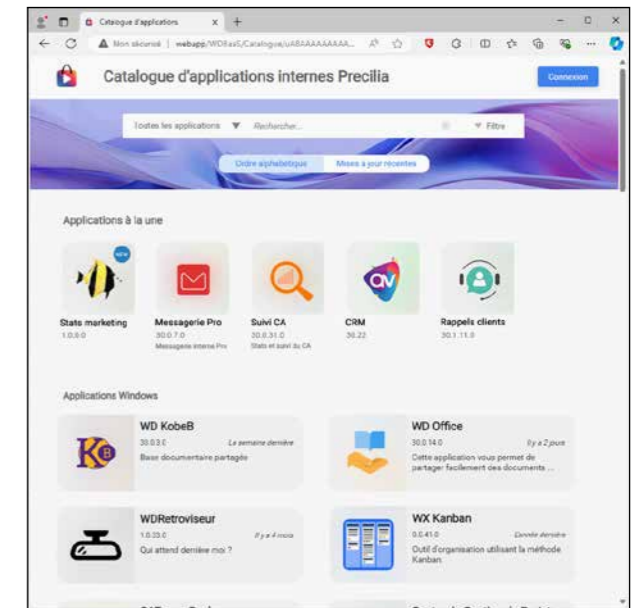 Catalogue d'applications
Non sécurisé | webapp/WDBaaS/Catalogue/uABAAAAAAAAA...
Catalogue d'applications internes Precilia
Connexion
Toutes les applications
Rechercher...
Filtre
Ordre alphabétique
Mises à jour récentes
Applications à la une
NEW
Stats marketing
1.0.8.0
Messagerie Pro
30.0.7.0
Messagerie interne Pro
Suivi CA
30.0.31.0
Stats et suivi du CA
CRM
30.22
Rappels clients
30.1.11.0
Applications Windows
WD KobeB
30.0.3.0 La semaine dernière
Base documentaire partagée
WD Office
30.0.14.0 Il y a 2 jours
Cette application vous permet de
partager facilement des documents ...
WDRetroviseur
1.0.23.0 Il y a 4 mois
Qui attend derrière moi ?
WX Kanban
0.0.41.0 L'année dernière
Outil d'organisation utilisant la méthode
Kanban